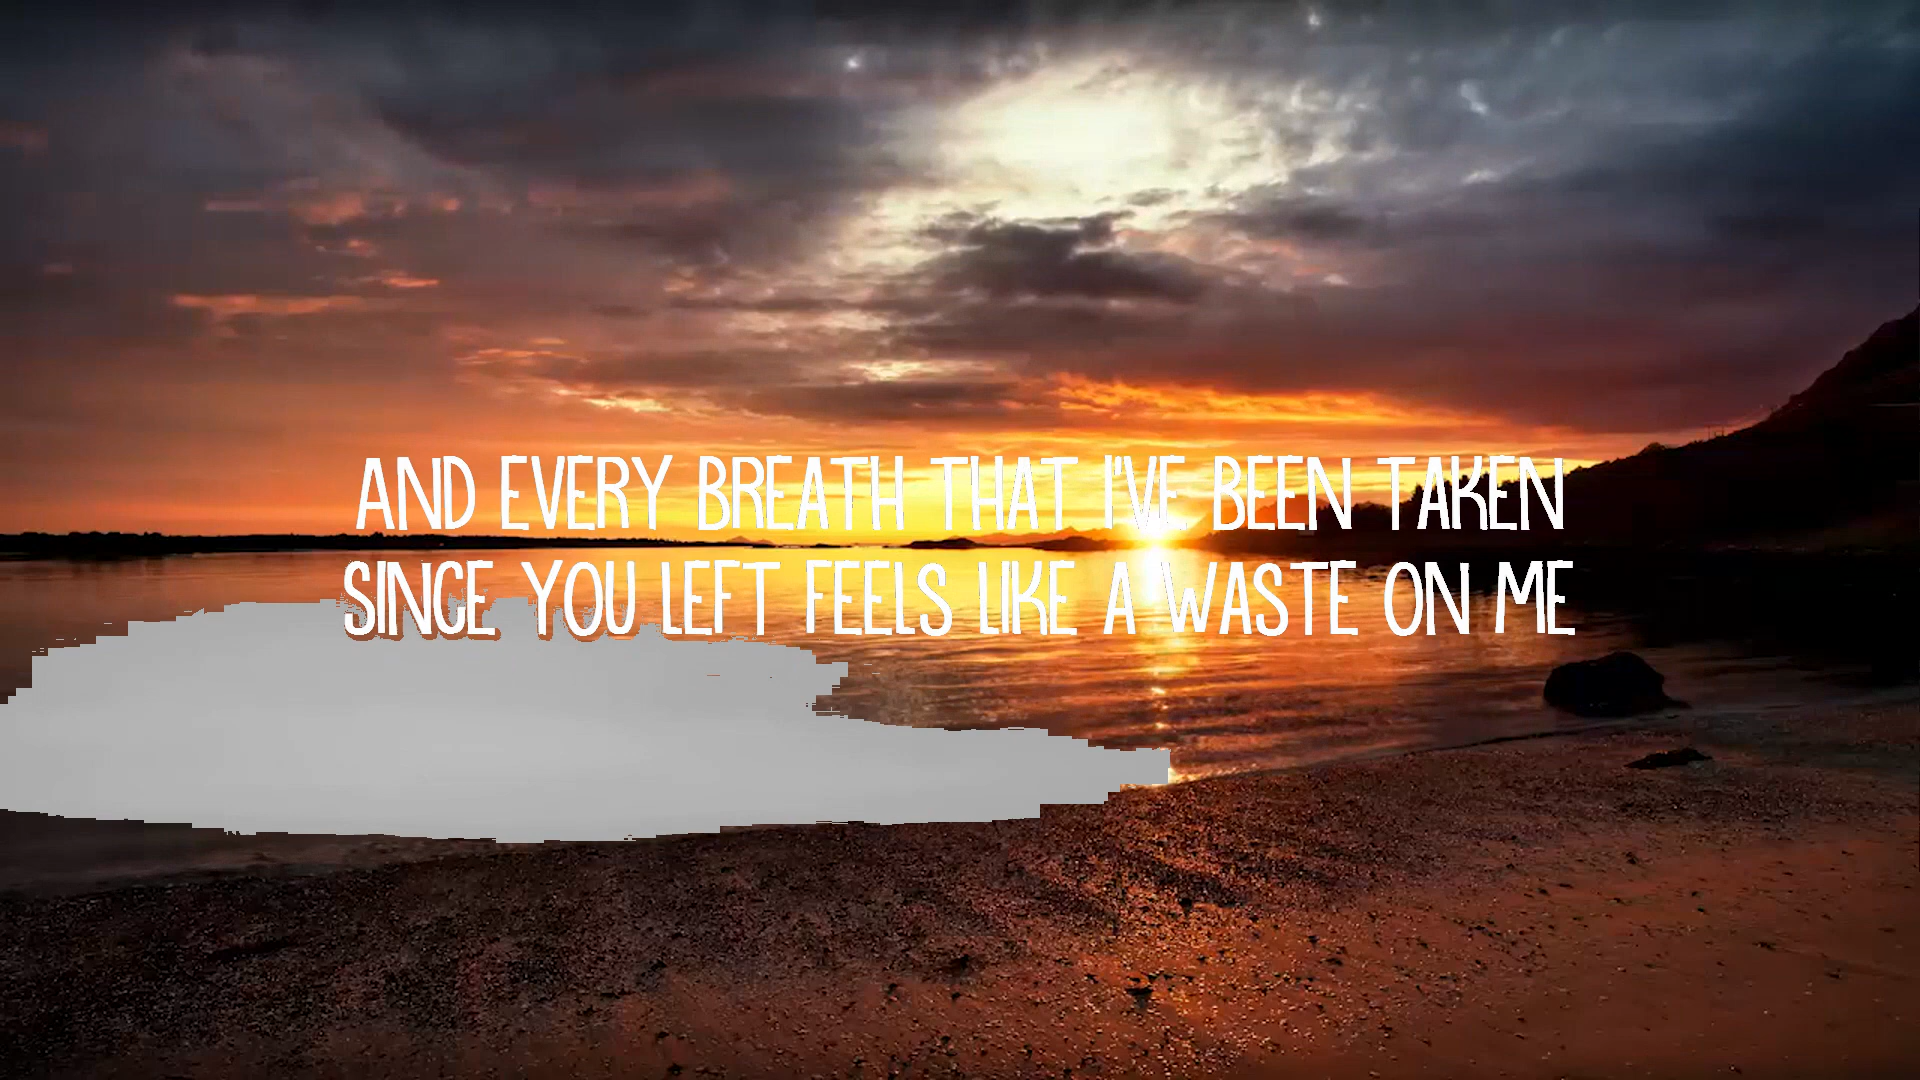 AND EVERY BREATH THAT I'VE BEEN TAKEN
SINCE YOU LEFT FEELS LIKE A WASTE ON ME